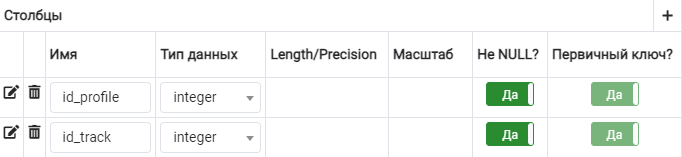 Столбцы +
Имя Тип данных Length/Precision Масштаб Не NULL? Первичный ключ?
id_profile integer Да Да
id_track integer Да Да